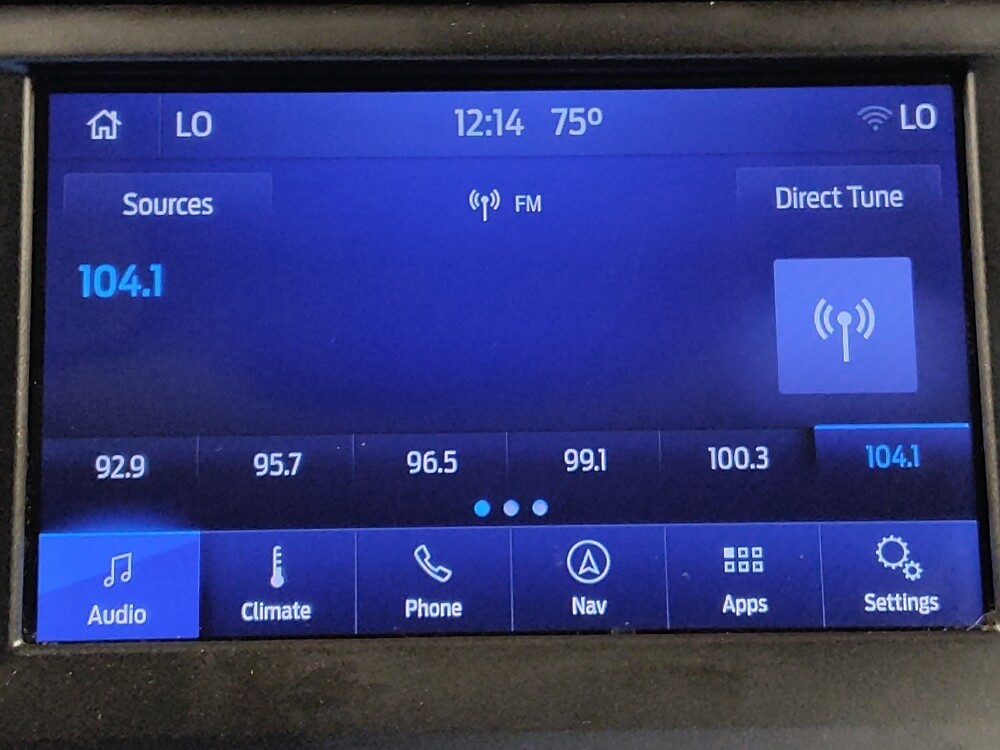 LO 12:14 75° LO
Sources FM Direct Tune
104.1
92.9 95.7 96.5 99.1 100.3 104.1
Audio Climate Phone Nav Apps Settings